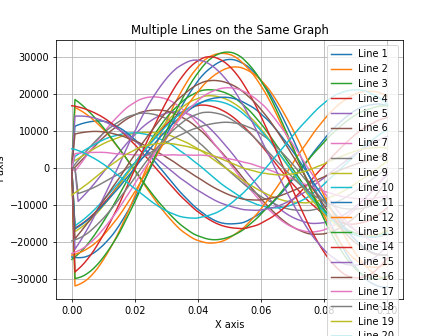 Multiple Lines on the Same Graph
30000
20000
10000
0
−10000
−20000
−30000
0.00
0.02
0.04
0.06
X axis
Line 1
Line 2
Line 3
Line 4
Line 5
Line 6
Line 7
Line 8
Line 9
Line 10
Line 11
Line 12
Line 13
Line 14
Line 15
Line 16
Line 17
Line 18
Line 19
Line 20